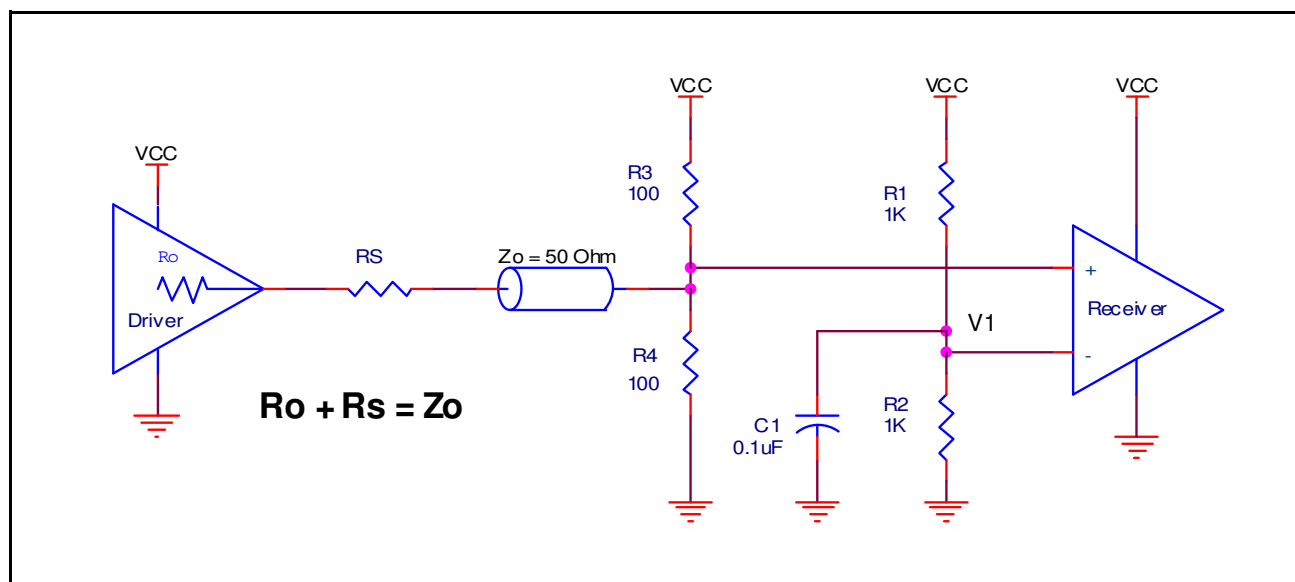 VCC
VCC
VCC
VCC
R3
100
R1
1K
Ro
RS
Zo = 50 Ohm
+
Driver
Receiver
V1
-
R4
100
Ro + Rs = Zo
C1
0.1uF
R2
1K